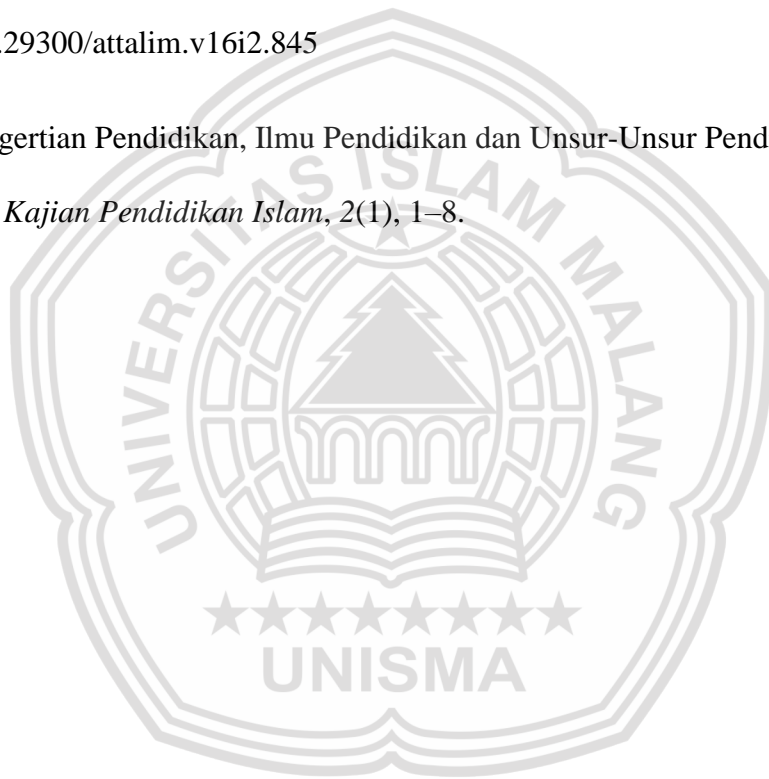 .29300/attalim.v16i2.845
gertian Pendidikan, Ilmu Pendidikan dan Unsur-Unsur Pend
Kajian Pendidikan Islam, 2(1), 1–8.
UNIVERSITAS ISLAM MALANG
UNISMA